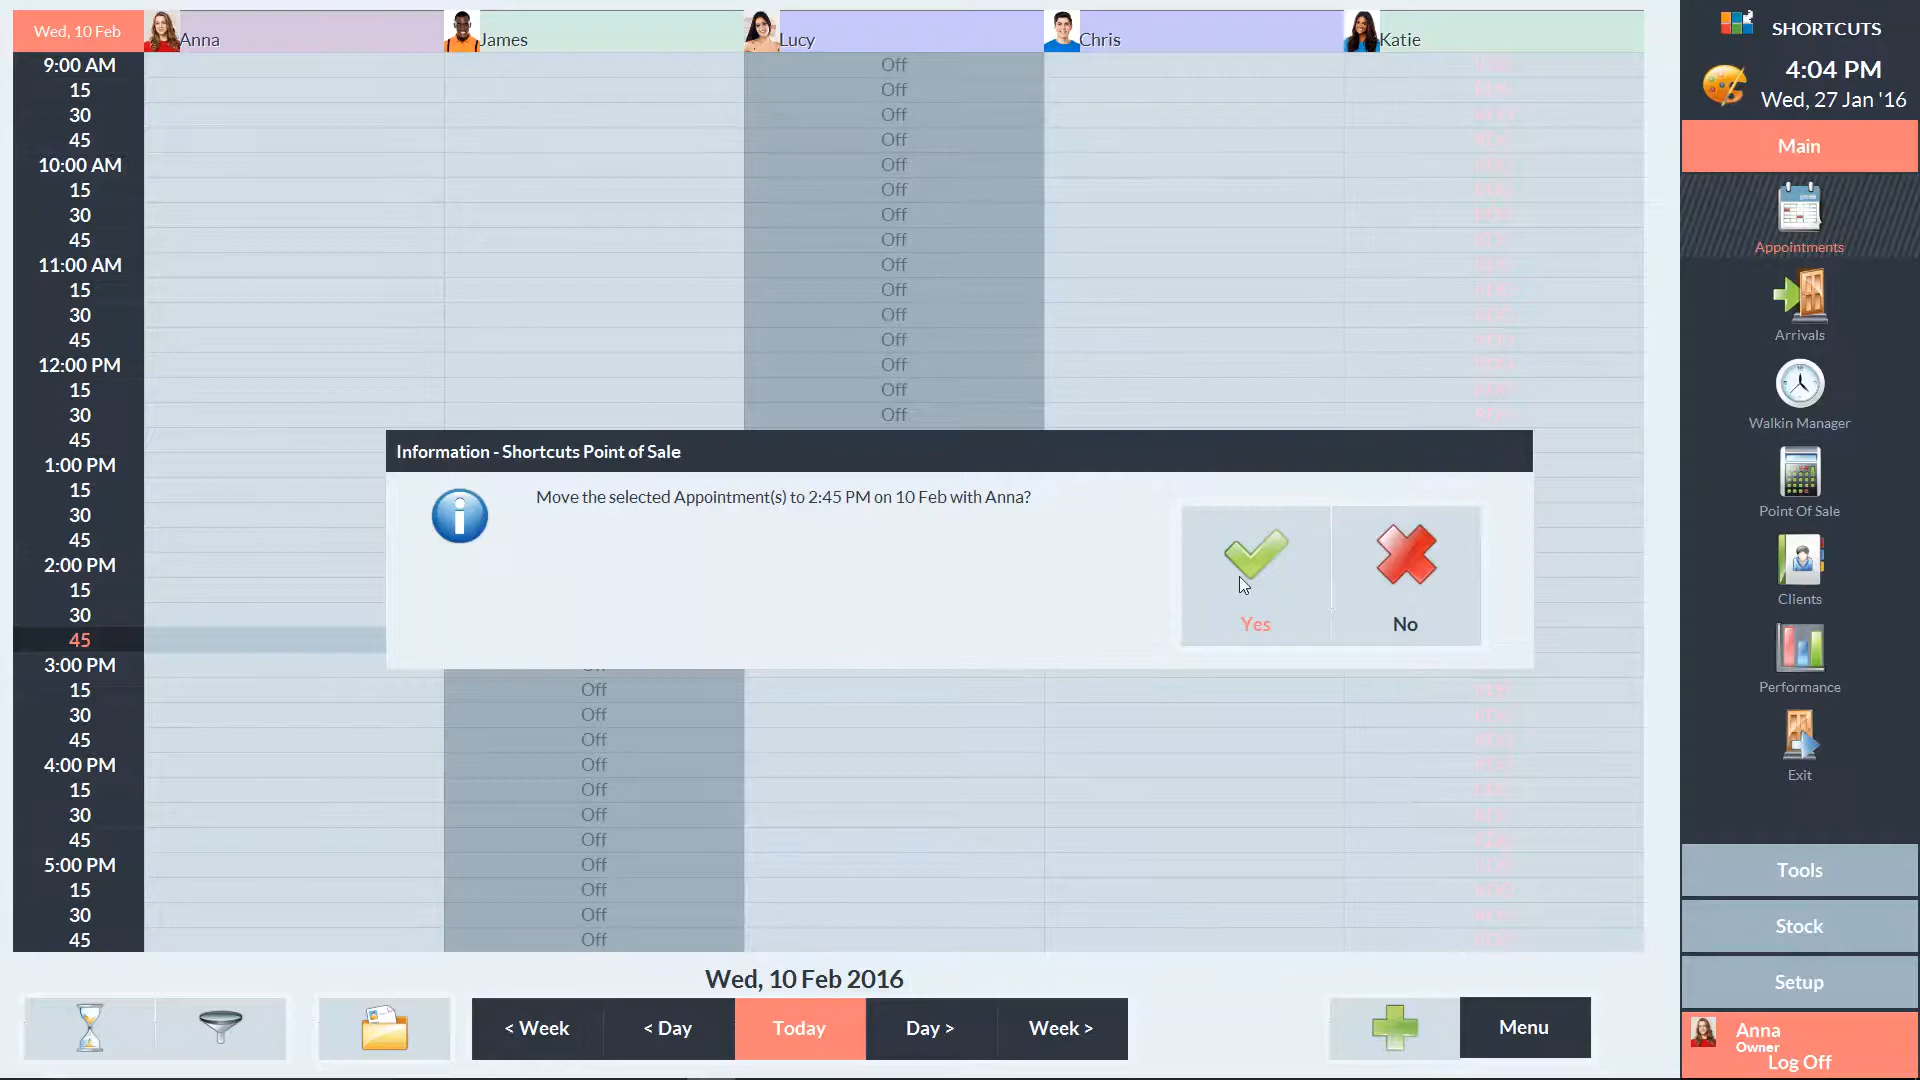 Wed, 10 Feb
Anna
James
Lucy
Chris
Katie
SHORTCUTS
4:04 PM
Wed, 27 Jan '16
Main
Appointments
Arrivals
Walkin Manager
Point Of Sale
Clients
Performance
Exit
Tools
Stock
Setup
Anna
Owner
Log Off
9:00 AM Off
15 Off
30 Off
45 Off
10:00 AM Off
15 Off
30 Off
45 Off
11:00 AM Off
15 Off
30 Off
45 Off
12:00 PM Off
15 Off
30 Off
45
1:00 PM
15
30
45
2:00 PM
15
30
45
3:00 PM
15 Off
30 Off
45 Off
4:00 PM Off
15 Off
30 Off
45 Off
5:00 PM Off
15 Off
30 Off
45 Off
Information - Shortcuts Point of Sale
Move the selected Appointment(s) to 2:45 PM on 10 Feb with Anna?
Yes
No
Wed, 10 Feb 2016
< Week
< Day
Today
Day >
Week >
Menu